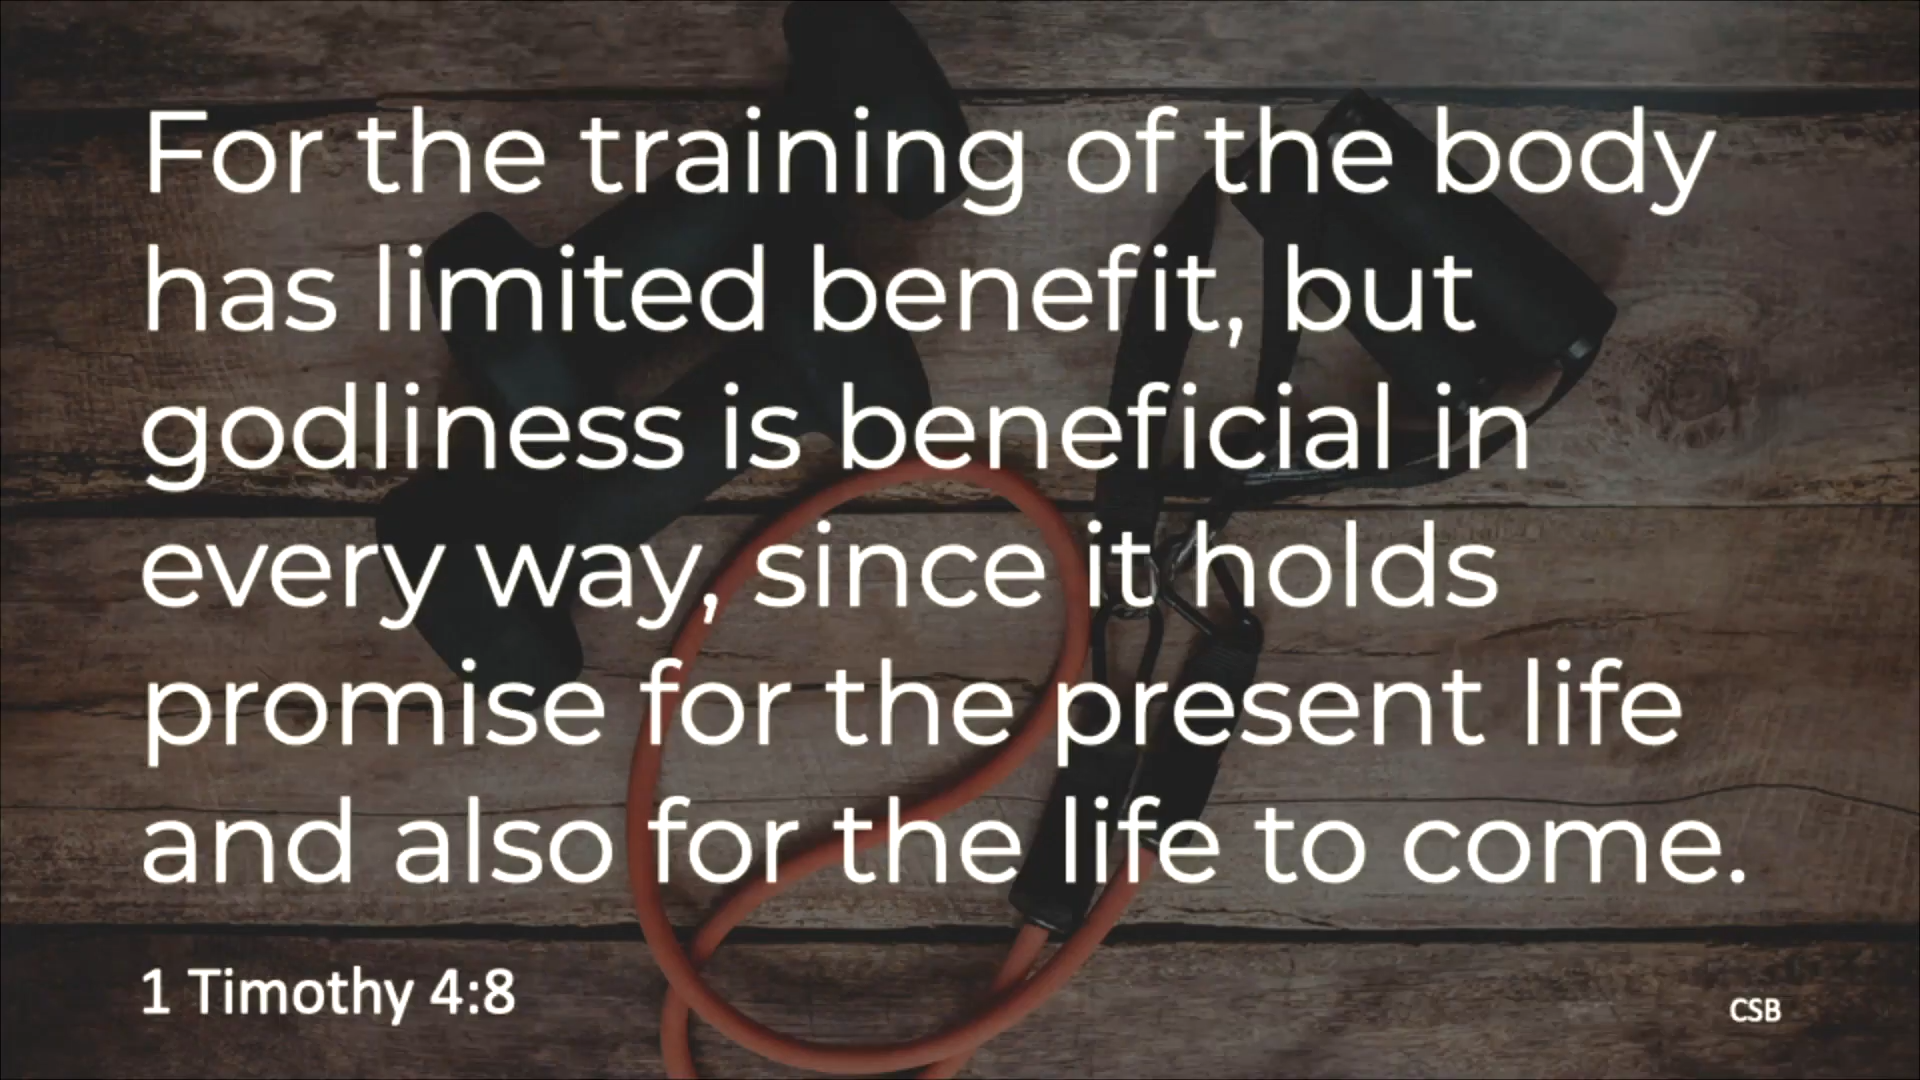 For the training of the body
has limited benefit, but
godliness is beneficial in
every way, since it holds
promise for the present life
and also for the life to come.
1 Timothy 4:8
CSB